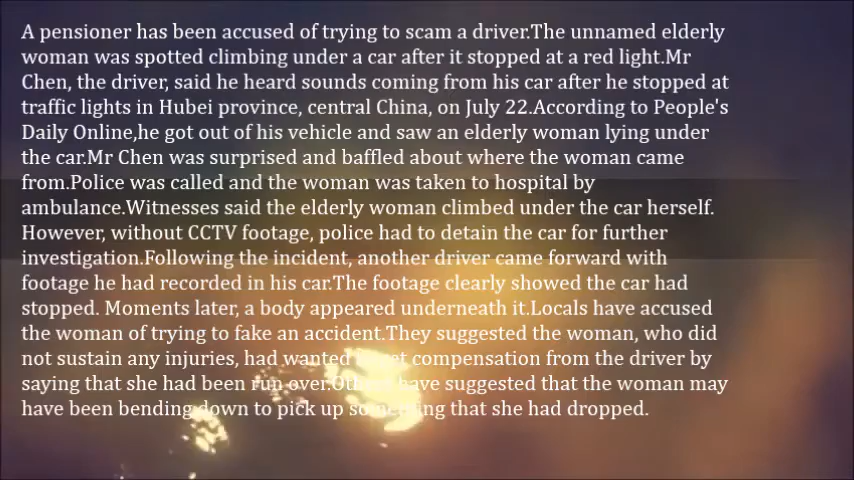 A pensioner has been accused of trying to scam a driver.The unnamed elderly
woman was spotted climbing under a car after it stopped at a red light.Mr
Chen, the driver, said he heard sounds coming from his car after he stopped at
traffic lights in Hubei province, central China, on July 22.According to People's
Daily Online,he got out of his vehicle and saw an elderly woman lying under
the car.Mr Chen was surprised and baffled about where the woman came
from.Police was called and the woman was taken to hospital by
ambulance.Witnesses said the elderly woman climbed under the car herself.
However, without CCTV footage, police had to detain the car for further
investigation.Following the incident, another driver came forward with
footage he had recorded in his car.The footage clearly showed the car had
stopped. Moments later, a body appeared underneath it.Locals have accused
the woman of trying to fake an accident.They suggested the woman, who did
not sustain any injuries, had wanted to get compensation from the driver by
saying that she had been run over.Others have suggested that the woman may
have been bending down to pick up something that she had dropped.